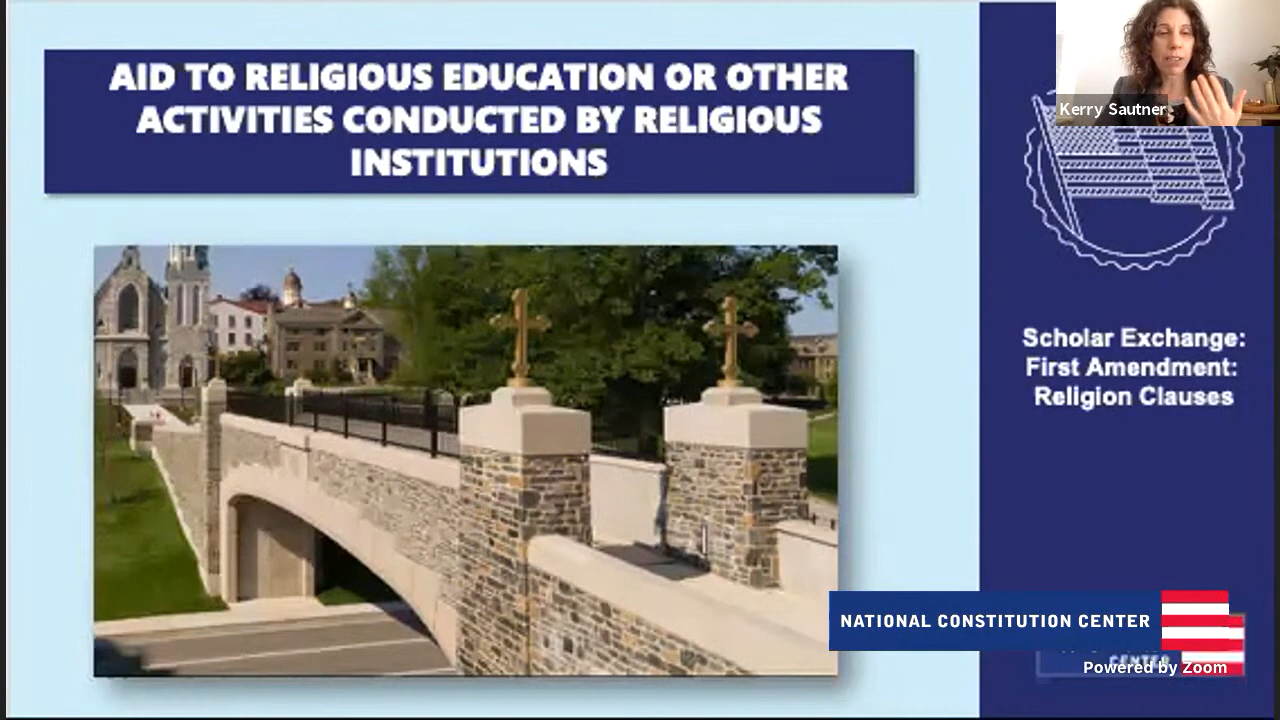 AID TO RELIGIOUS EDUCATION OR OTHER
ACTIVITIES CONDUCTED BY RELIGIOUS
INSTITUTIONS
Kerry Sautner
Scholar Exchange:
First Amendment:
Religion Clauses
NATIONAL CONSTITUTION CENTER
CENTER
Powered by Zoom